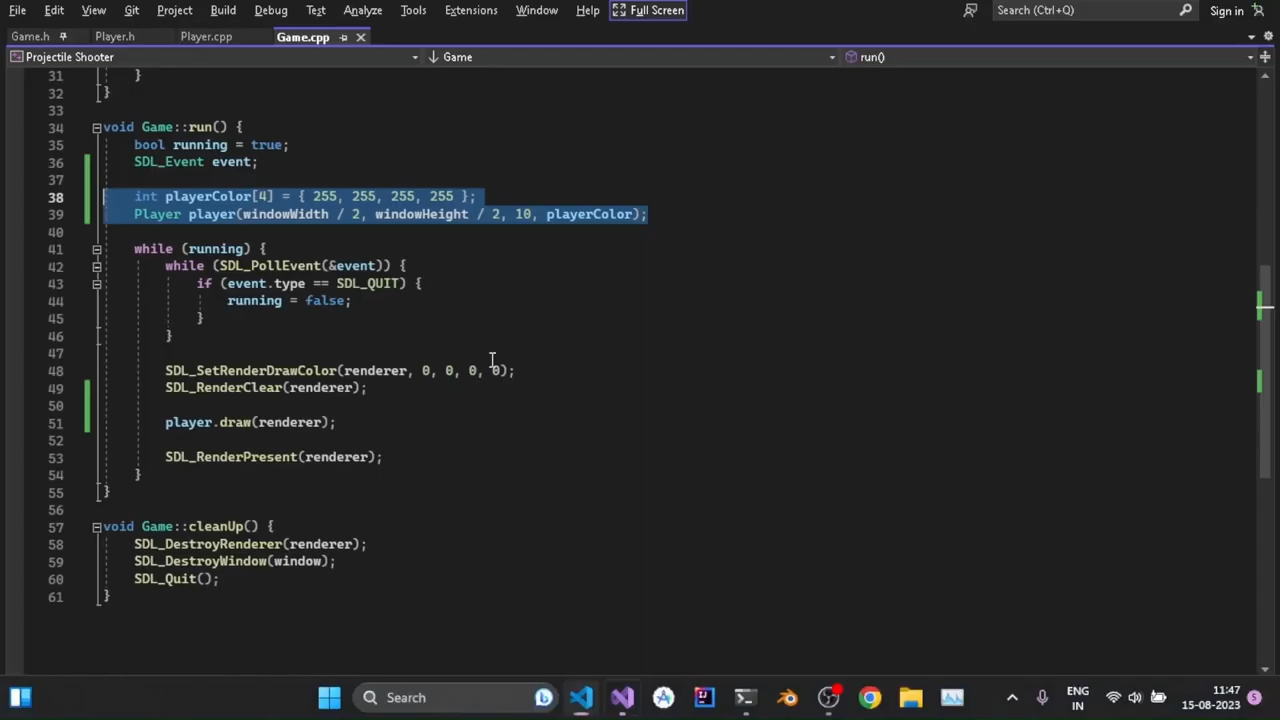 File Edit View Git Project Build Debug Test Analyze Tools Extensions Window Help Full Screen Search (Ctrl+Q) Sign in
Game.h Player.h Player.cpp Game.cpp
Projectile Shooter Game run()
31 }
32 }
33
34 void Game::run() {
35 bool running = true;
36 SDL_Event event;
37
38 int playerColor[4] = { 255, 255, 255, 255 };
39 Player player(windowWidth / 2, windowHeight / 2, 10, playerColor);
40
41 while (running) {
42 while (SDL_PollEvent(&event)) {
43 if (event.type == SDL_QUIT) {
44 running = false;
45 }
46 }
47
48 SDL_SetRenderDrawColor(renderer, 0, 0, 0, 0);
49 SDL_RenderClear(renderer);
50
51 player.draw(renderer);
52
53 SDL_RenderPresent(renderer);
54 }
55 }
56
57 void Game::cleanUp() {
58 SDL_DestroyRenderer(renderer);
59 SDL_DestroyWindow(window);
60 SDL_Quit();
61 }
Search ENG 11:47
IN 15-08-2023 5